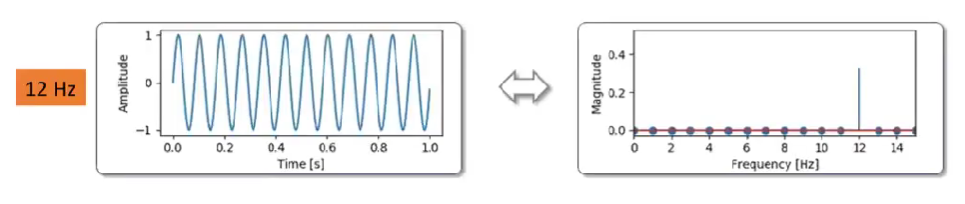 12 Hz
Amplitude
1
0
−1
0.0 0.2 0.4 0.6 0.8 1.0
Time [s]
Magnitude
0.4
0.2
0.0
0 2 4 6 8 10 12 14
Frequency [Hz]